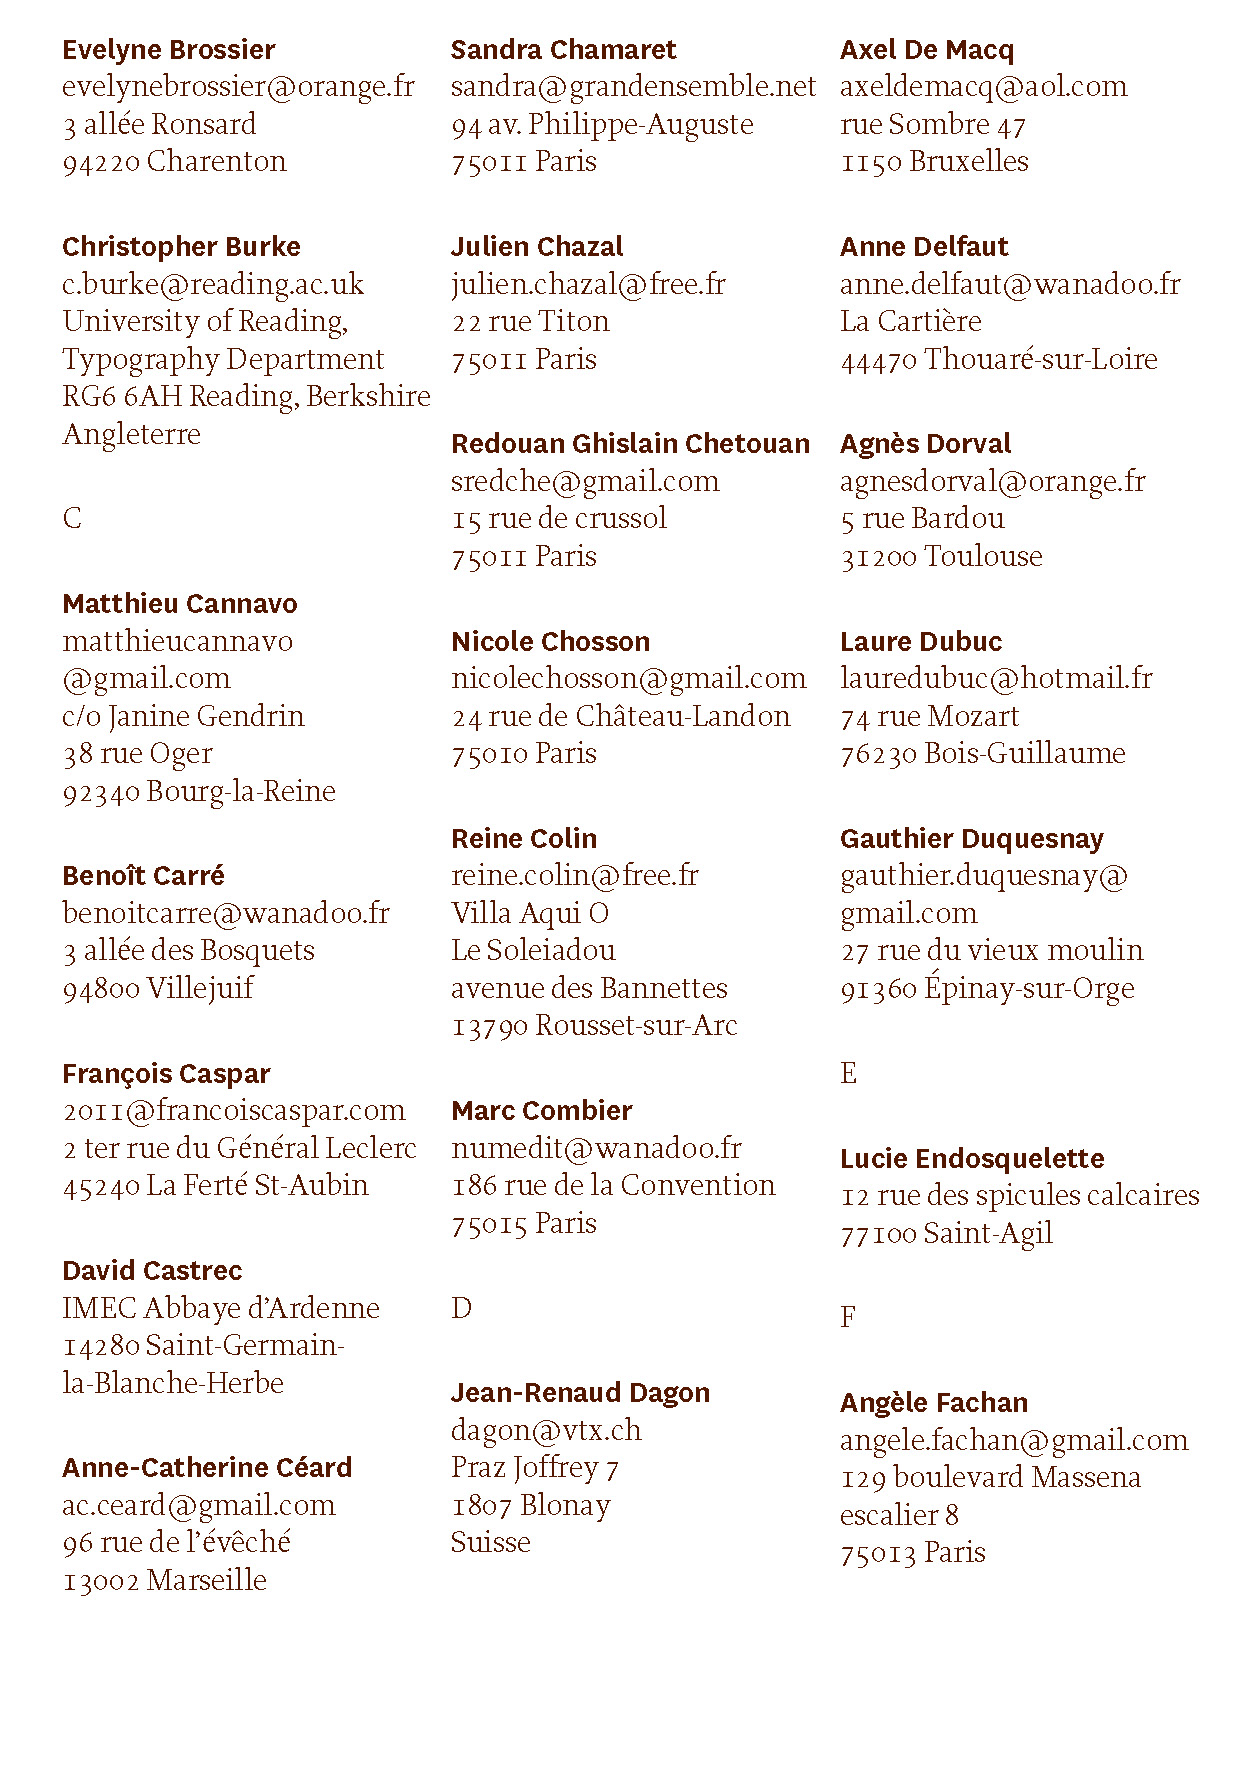 Evelyne Brossier
evelynebrossier@orange.fr
3 allée Ronsard
94220 Charenton
Christopher Burke
c.burke@reading.ac.uk
University of Reading,
Typography Department
RG6 6AH Reading, Berkshire
Angleterre
C
Matthieu Cannavo
matthieucannavo
@gmail.com
c/o Janine Gendrin
38 rue Oger
92340 Bourg-la-Reine
Benoît Carré
benoitcarre@wanadoo.fr
3 allée des Bosquets
94800 Villejuif
François Caspar
2011@francoiscaspar.com
2 ter rue du Général Leclerc
45240 La Ferté St-Aubin
David Castrec
IMEC Abbaye d’Ardenne
14280 Saint-Germain-
la-Blanche-Herbe
Anne-Catherine Céard
ac.ceard@gmail.com
96 rue de l’évêché
13002 Marseille
Sandra Chamaret
sandra@grandensemble.net
94 av. Philippe-Auguste
75011 Paris
Julien Chazal
julien.chazal@free.fr
22 rue Titon
75011 Paris
Redouan Ghislain Chetouan
sredche@gmail.com
15 rue de crussol
75011 Paris
Nicole Chosson
nicolechosson@gmail.com
24 rue de Château-Landon
75010 Paris
Reine Colin
reine.colin@free.fr
Villa Aqui O
Le Soleiadou
avenue des Bannettes
13790 Rousset-sur-Arc
Marc Combier
numedit@wanadoo.fr
186 rue de la Convention
75015 Paris
D
Jean-Renaud Dagon
dagon@vtx.ch
Praz Joffrey 7
1807 Blonay
Suisse
Axel De Macq
axeldemacq@aol.com
rue Sombre 47
1150 Bruxelles
Anne Delfaut
anne.delfaut@wanadoo.fr
La Cartière
44470 Thouaré-sur-Loire
Agnès Dorval
agnesdorval@orange.fr
5 rue Bardou
31200 Toulouse
Laure Dubuc
lauredubuc@hotmail.fr
74 rue Mozart
76230 Bois-Guillaume
Gauthier Duquesnay
gauthier.duquesnay@
gmail.com
27 rue du vieux moulin
91360 Épinay-sur-Orge
E
Lucie Endosquelette
12 rue des spicules calcaires
77100 Saint-Agil
F
Angèle Fachan
angele.fachan@gmail.com
129 boulevard Massena
escalier 8
75013 Paris